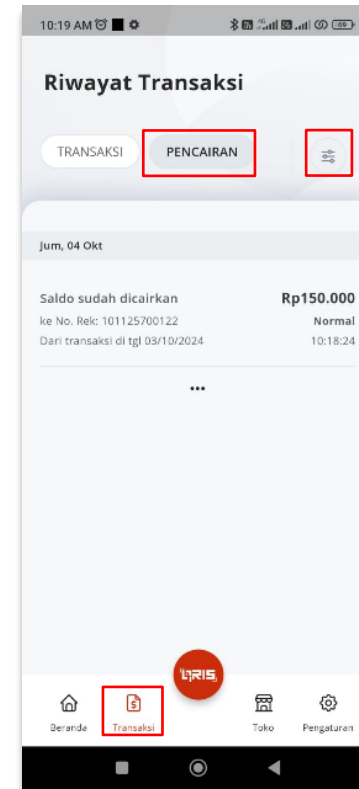 10:19 AM
Riwayat Transaksi
TRANSAKSI PENCAIRAN
Jum, 04 Okt
Saldo sudah dicairkan Rp150.000
ke No. Rek: 101125700122 Normal
Dari transaksi di tgl 03/10/2024 10:18:24
...
QRIS
Beranda Transaksi Toko Pengaturan